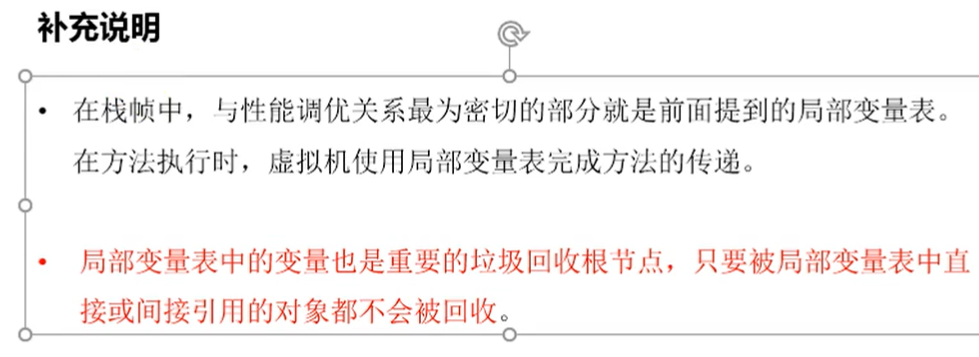 补充说明
• 在栈帧中，与性能调优关系最为密切的部分就是前面提到的局部变量表。
在方法执行时，虚拟机使用局部变量表完成方法的传递。
• 局部变量表中的变量也是重要的垃圾回收根节点，只要被局部变量表中直
接或间接引用的对象都不会被回收。